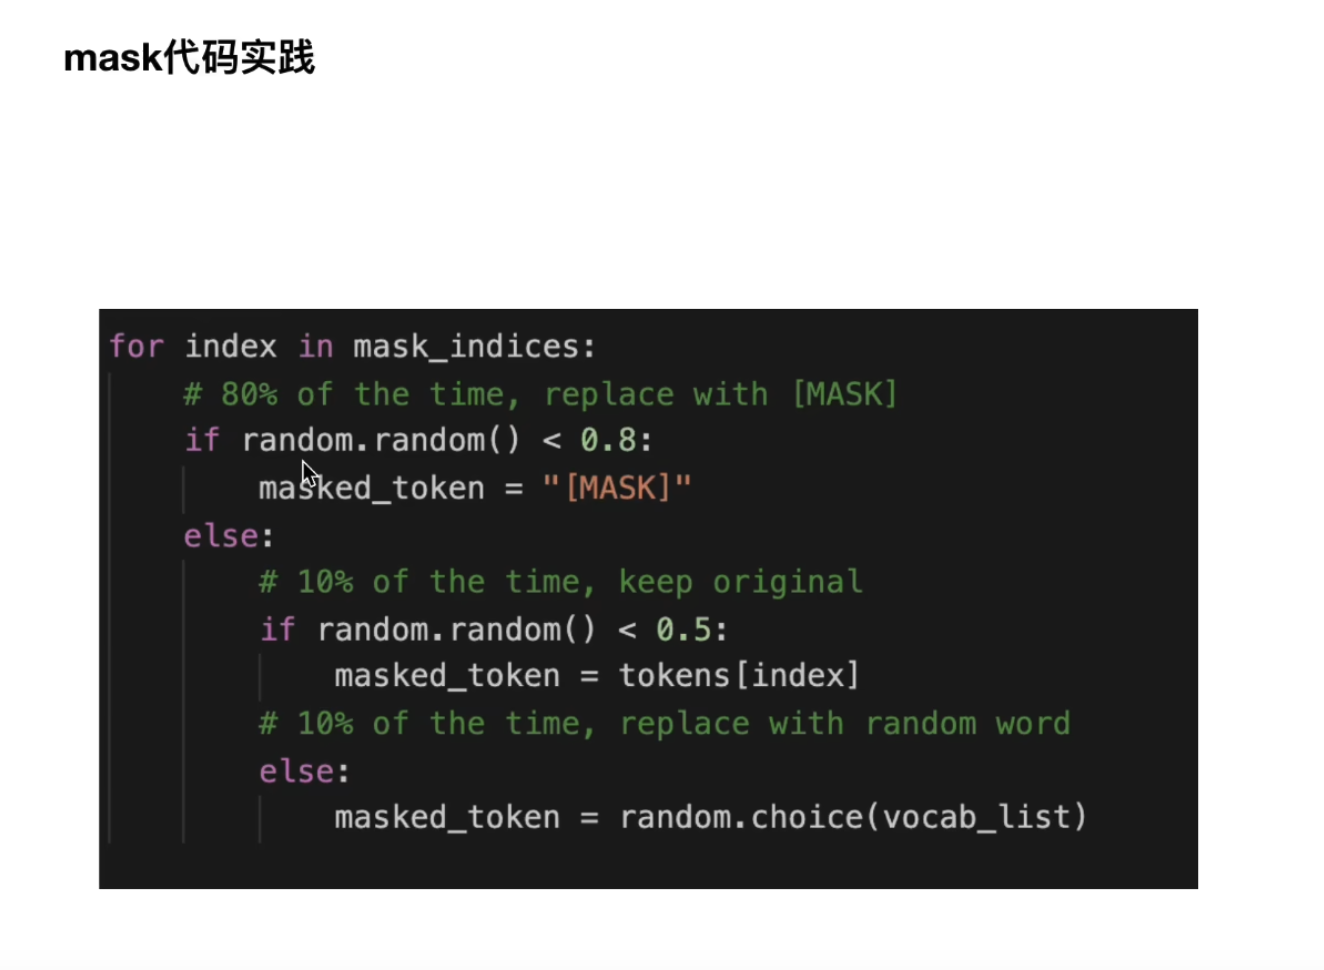 mask代码实践
for index in mask_indices:
# 80% of the time, replace with [MASK]
if random.random() < 0.8:
masked_token = "[MASK]"
else:
# 10% of the time, keep original
if random.random() < 0.5:
masked_token = tokens[index]
# 10% of the time, replace with random word
else:
masked_token = random.choice(vocab_list)